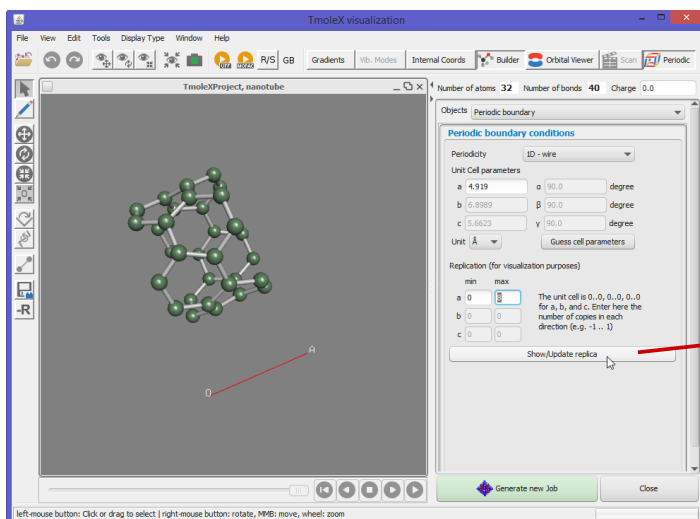 TmoleX visualization
File View Edit Tools Display Type Window Help
OFF MOPAC R/S GB Gradients Vib. Modes Internal Coords Builder Orbital Viewer Scan Periodic
TmoleXProject, nanotube
Number of atoms 32 Number of bonds 40 Charge 0.0
Objects Periodic boundary
Periodic boundary conditions
Periodicity 1D - wire
Unit Cell parameters
a 4.919 α 90.0 degree
b 6.8989 β 90.0 degree
c 5.6623 γ 90.0 degree
Unit Å Guess cell parameters
Replication (for visualization purposes)
min max
a 0
b 0 0
c 0 0
The unit cell is 0..0, 0..0, 0..0
for a, b, and c. Enter here the
number of copies in each
direction (e.g. -1 .. 1)
Show/Update replica
A
O
-R
Generate new Job Close
left-mouse button: Click or drag to select | right-mouse button: rotate, MMB: move, wheel: zoom